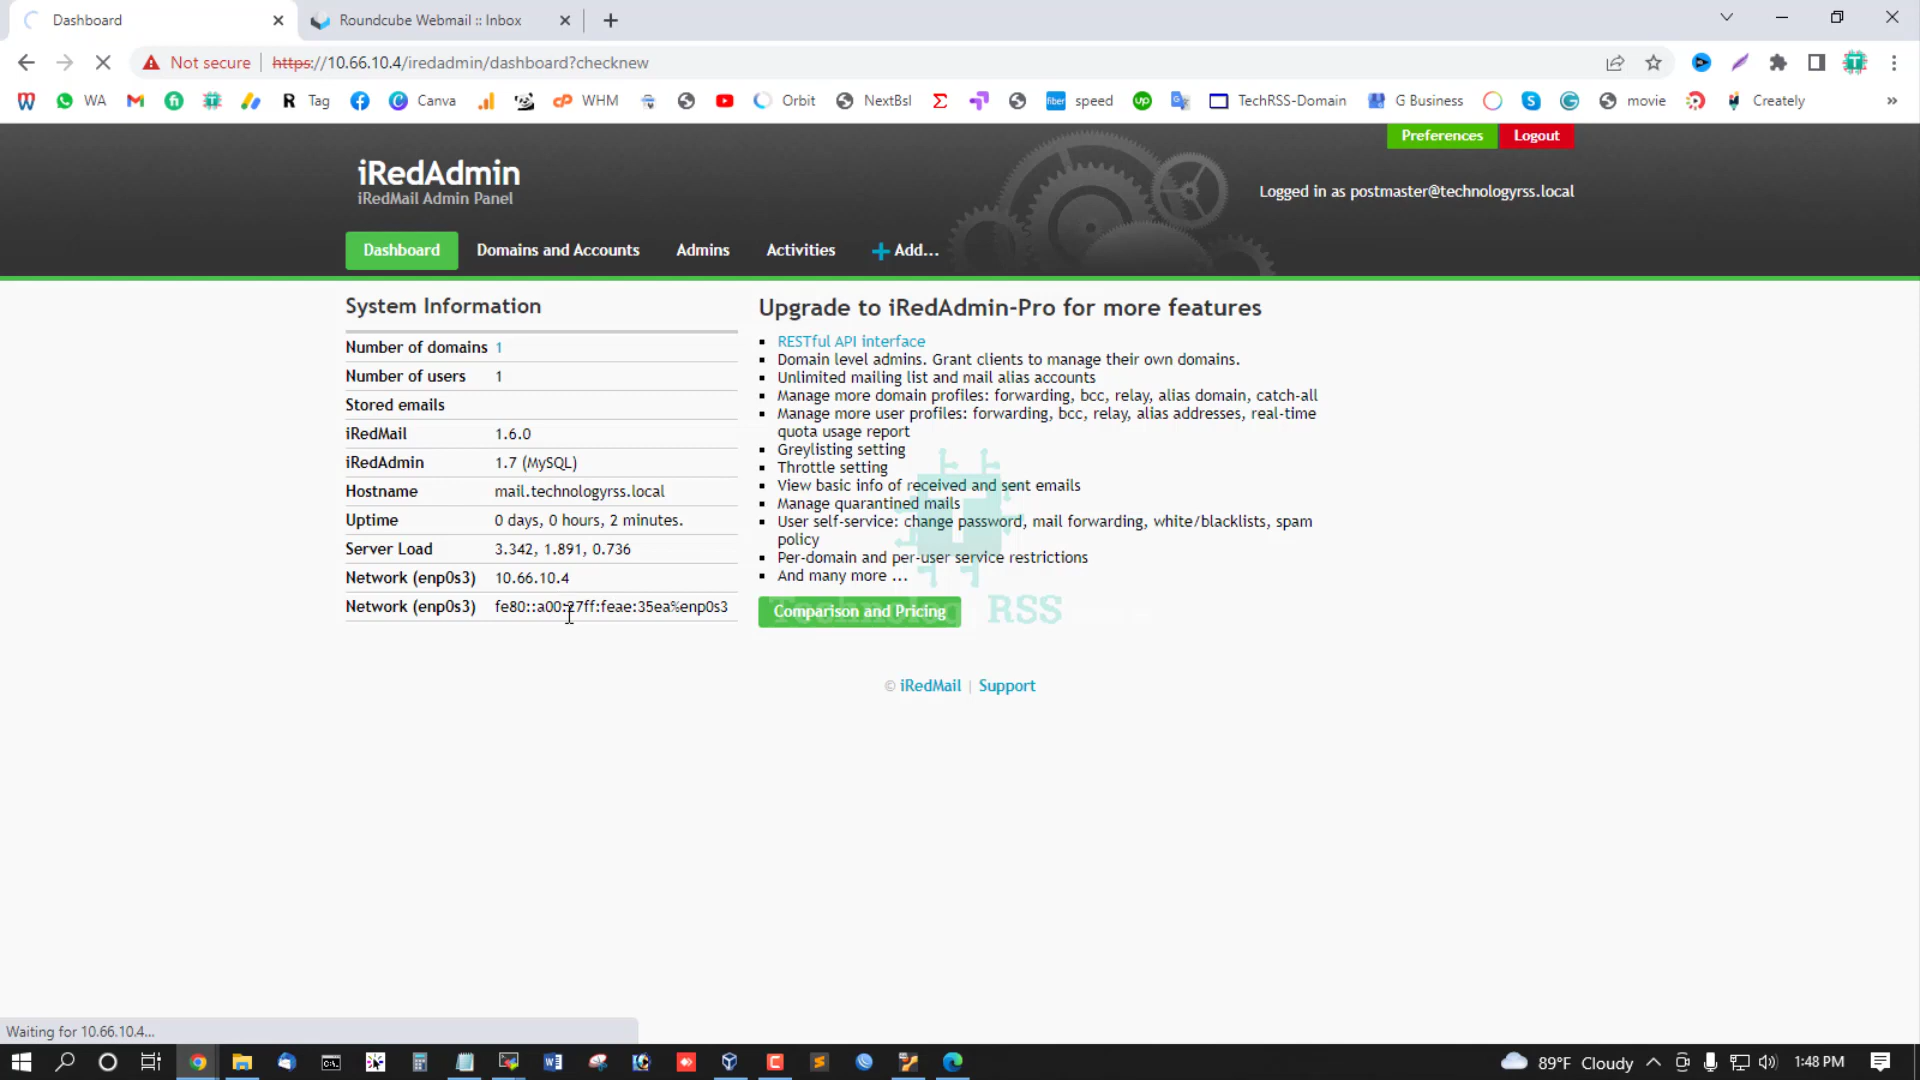 Dashboard
Roundcube Webmail :: Inbox
Not secure
https://10.66.10.4/iredadmin/dashboard?checknew
WA
Tag
Canva
WHM
Orbit
NextBsl
speed
TechRSS-Domain
G Business
movie
Creately
Preferences
Logout
iRedAdmin
iRedMail Admin Panel
Logged in as postmaster@technologyrss.local
Dashboard
Domains and Accounts
Admins
Activities
Add...
System Information
Number of domains 1
Number of users 1
Stored emails
iRedMail 1.6.0
iRedAdmin 1.7 (MySQL)
Hostname mail.technologyrss.local
Uptime 0 days, 0 hours, 2 minutes.
Server Load 3.342, 1.891, 0.736
Network (enp0s3) 10.66.10.4
Network (enp0s3) fe80::a00:27ff:feae:35ea%enp0s3
Upgrade to iRedAdmin-Pro for more features
RESTful API interface
Domain level admins. Grant clients to manage their own domains.
Unlimited mailing list and mail alias accounts
Manage more domain profiles: forwarding, bcc, relay, alias domain, catch-all
Manage more user profiles: forwarding, bcc, relay, alias addresses, real-time
quota usage report
Greylisting setting
Throttle setting
View basic info of received and sent emails
Manage quarantined mails
User self-service: change password, mail forwarding, white/blacklists, spam
policy
Per-domain and per-user service restrictions
And many more ...
Comparison and Pricing
Technology RSS
© iRedMail | Support
Waiting for 10.66.10.4...
89°F Cloudy
1:48 PM